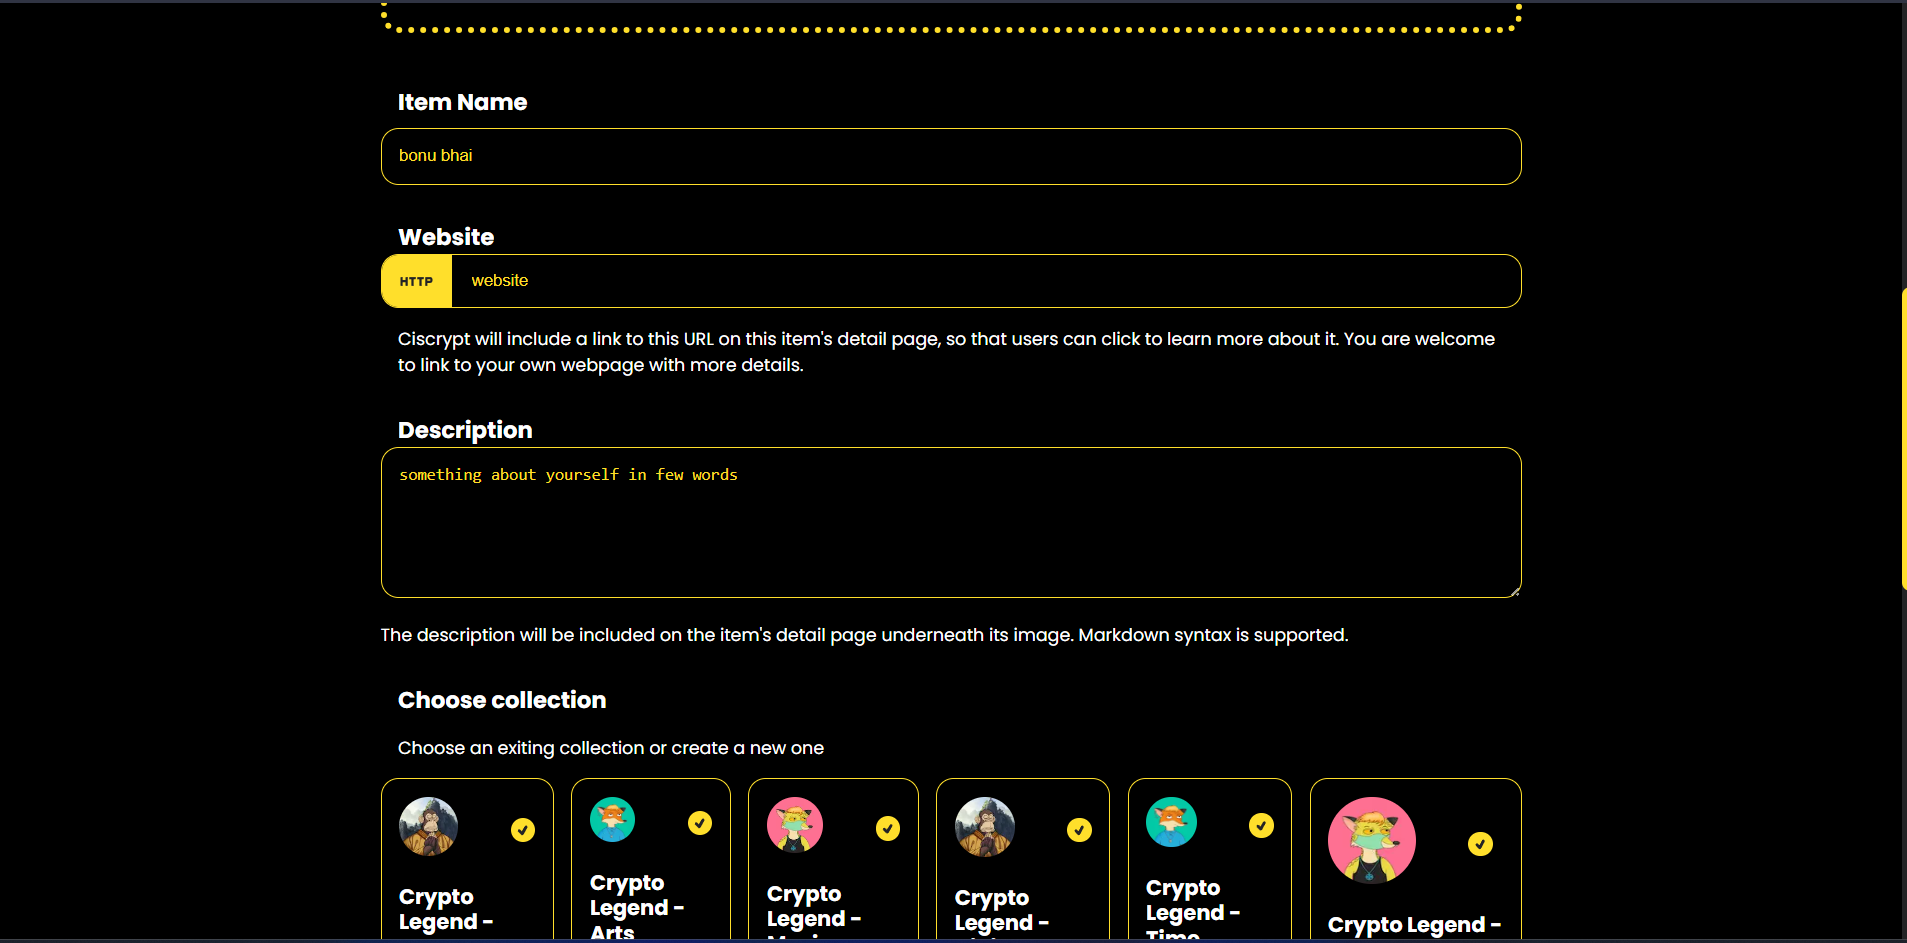 Item Name
bonu bhai
Website
HTTP
website
Ciscrypt will include a link to this URL on this item's detail page, so that users can click to learn more about it. You are welcome
to link to your own webpage with more details.
Description
something about yourself in few words
The description will be included on the item's detail page underneath its image. Markdown syntax is supported.
Choose collection
Choose an exiting collection or create a new one
Crypto
Legend -
Crypto
Legend -
Arts
Crypto
Legend -
Crypto
Legend -
Crypto
Legend -
Time
Crypto Legend -